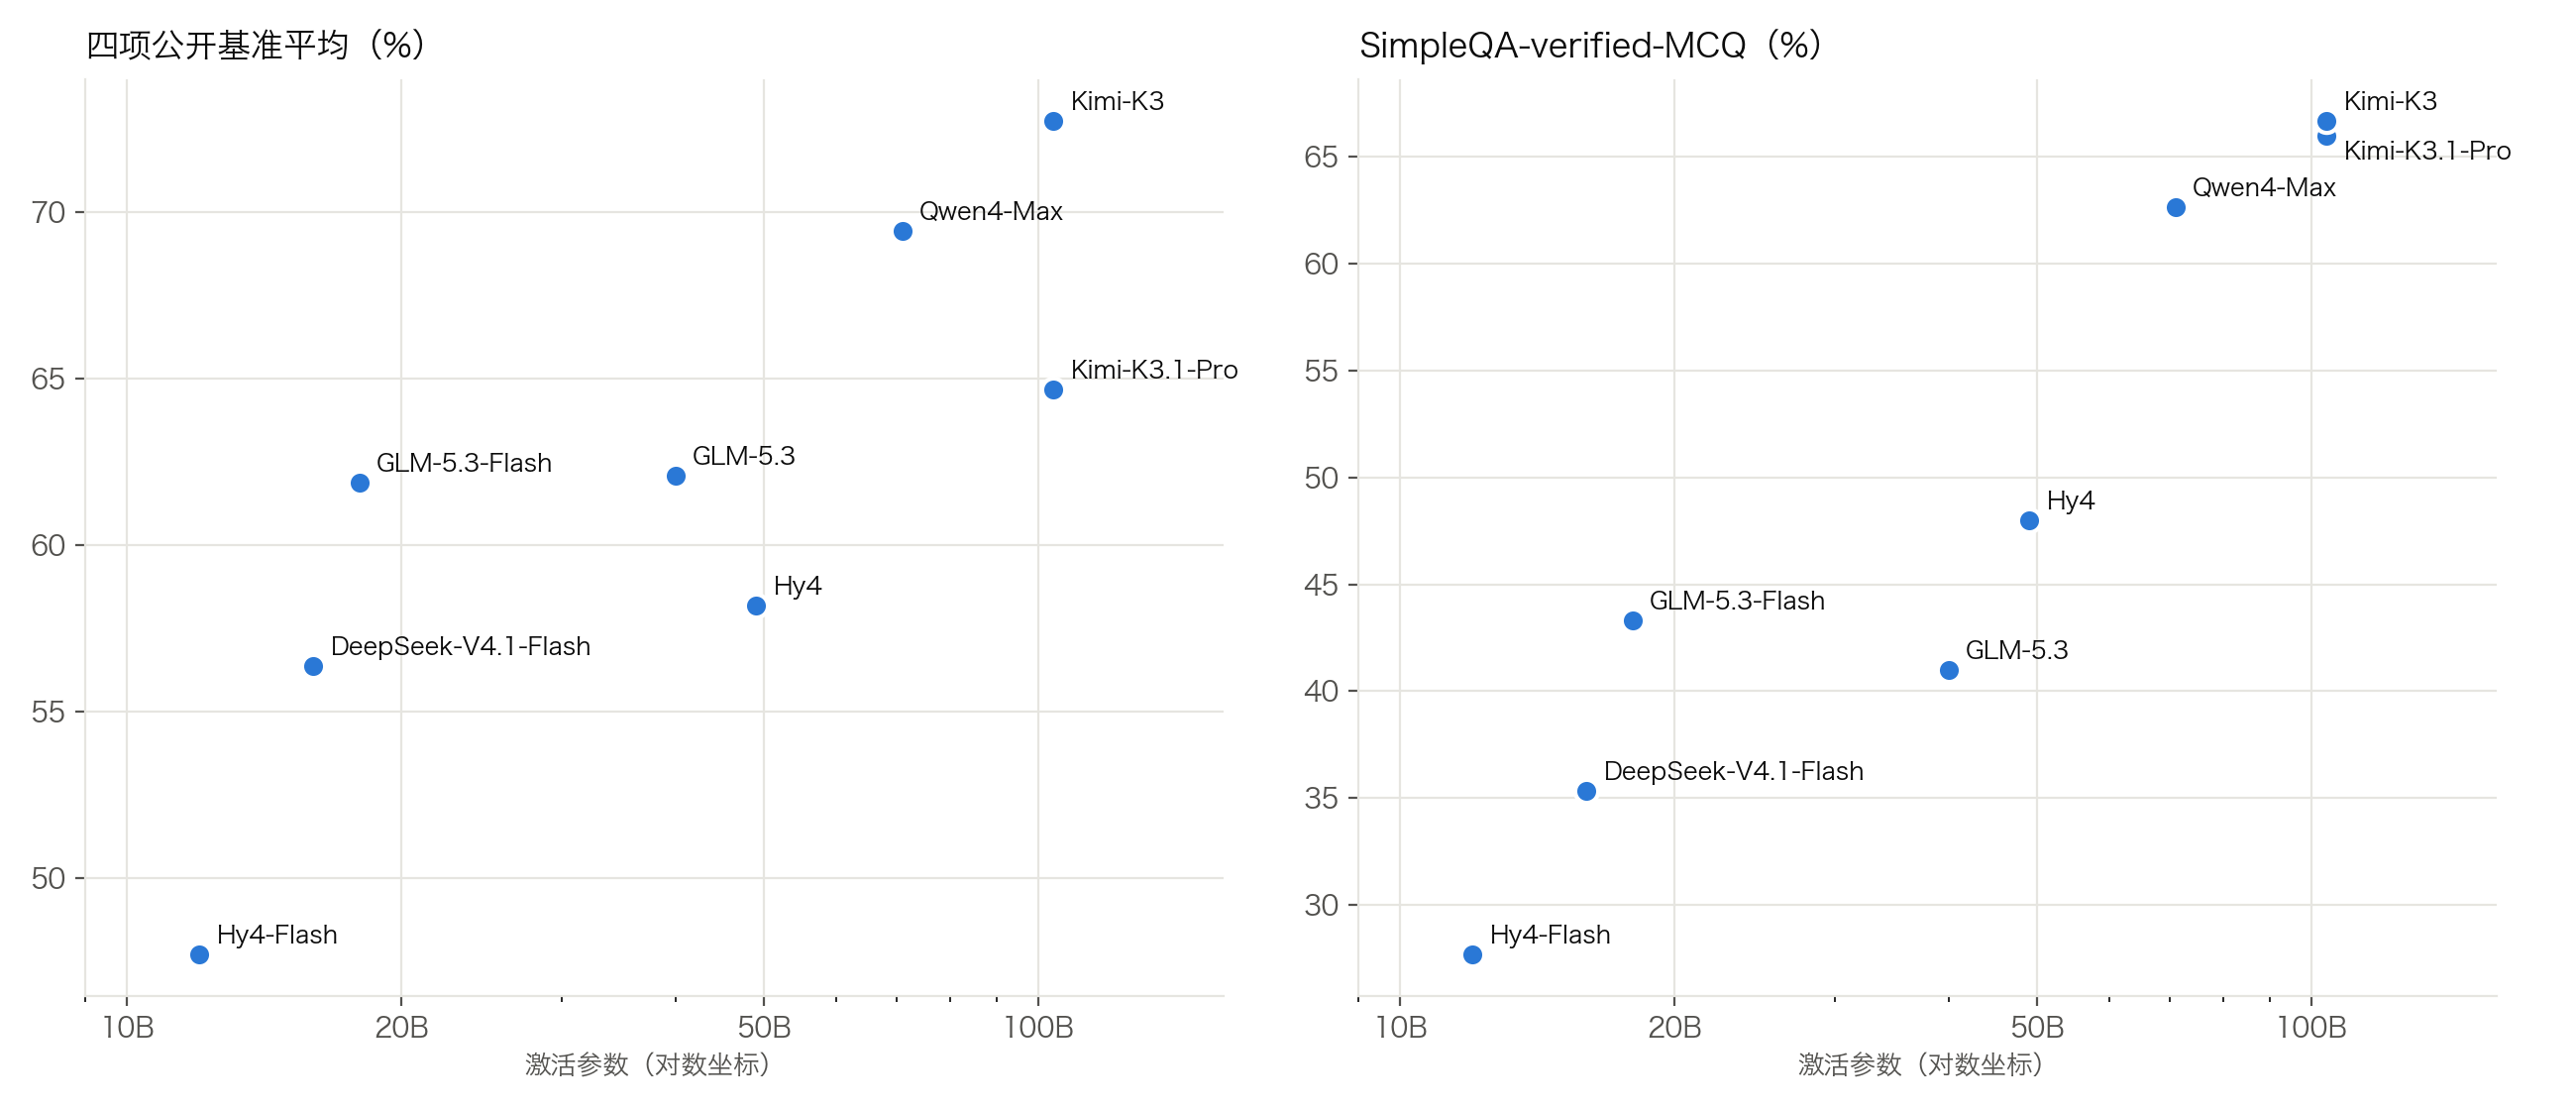 四项公开基准平均（%）
Kimi-K3
70
Qwen4-Max
65
Kimi-K3.1-Pro
GLM-5.3-Flash
GLM-5.3
60
Hy4
DeepSeek-V4.1-Flash
55
50
Hy4-Flash
10B 20B 50B 100B
激活参数（对数坐标）
SimpleQA-verified-MCQ（%）
Kimi-K3
65
Kimi-K3.1-Pro
Qwen4-Max
60
55
50
Hy4
45
GLM-5.3-Flash
GLM-5.3
40
DeepSeek-V4.1-Flash
35
30
Hy4-Flash
10B 20B 50B 100B
激活参数（对数坐标）